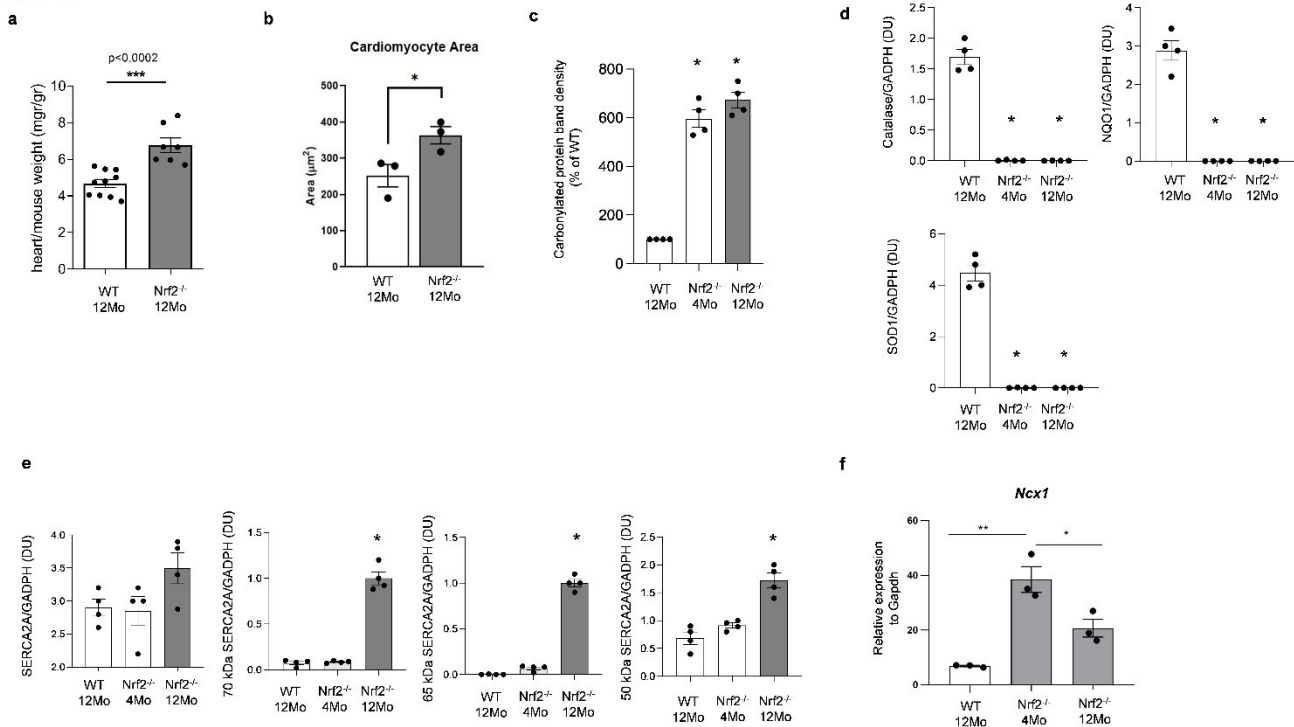 a
p<0,0002
***
heart/mouse weight (mgr/gr)
10
8
6
4
2
0
WT
12Mo
Nrf2-/-
12Mo
b
Cardiomyocyte Area
*
Area (µm²)
500
400
300
200
100
0
WT
12Mo
Nrf2-/-
12Mo
c
Carbonylated protein band density
(% of WT)
800
600
400
200
0
*
*
WT
12Mo
Nrf2-/-
4Mo
Nrf2-/-
12Mo
d
Catalase/GADPH (DU)
2.5
2.0
1.5
1.0
0.5
0.0
*
*
WT
12Mo
Nrf2-/-
4Mo
Nrf2-/-
12Mo
NQO1/GADPH (DU)
4
3
2
1
0
*
*
WT
12Mo
Nrf2-/-
4Mo
Nrf2-/-
12Mo
SOD1/GADPH (DU)
6
4
2
0
*
*
WT
12Mo
Nrf2-/-
4Mo
Nrf2-/-
12Mo
e
SERCA2A/GADPH (DU)
4.0
3.5
3.0
2.5
2.0
WT
12Mo
Nrf2-/-
4Mo
Nrf2-/-
12Mo
70 kDa SERCA2A/GADPH (DU)
1.5
1.0
0.5
0.0
*
WT
12Mo
Nrf2-/-
4Mo
Nrf2-/-
12Mo
65 kDa SERCA2A/GADPH (DU)
1.5
1.0
0.5
0.0
*
WT
12Mo
Nrf2-/-
4Mo
Nrf2-/-
12Mo
50 kDa SERCA2A/GADPH (DU)
2.5
2.0
1.5
1.0
0.5
0.0
*
WT
12Mo
Nrf2-/-
4Mo
Nrf2-/-
12Mo
f
Ncx1
**
*
Relative expression
to Gapdh
60
40
20
0
WT
12Mo
Nrf2-/-
4Mo
Nrf2-/-
12Mo